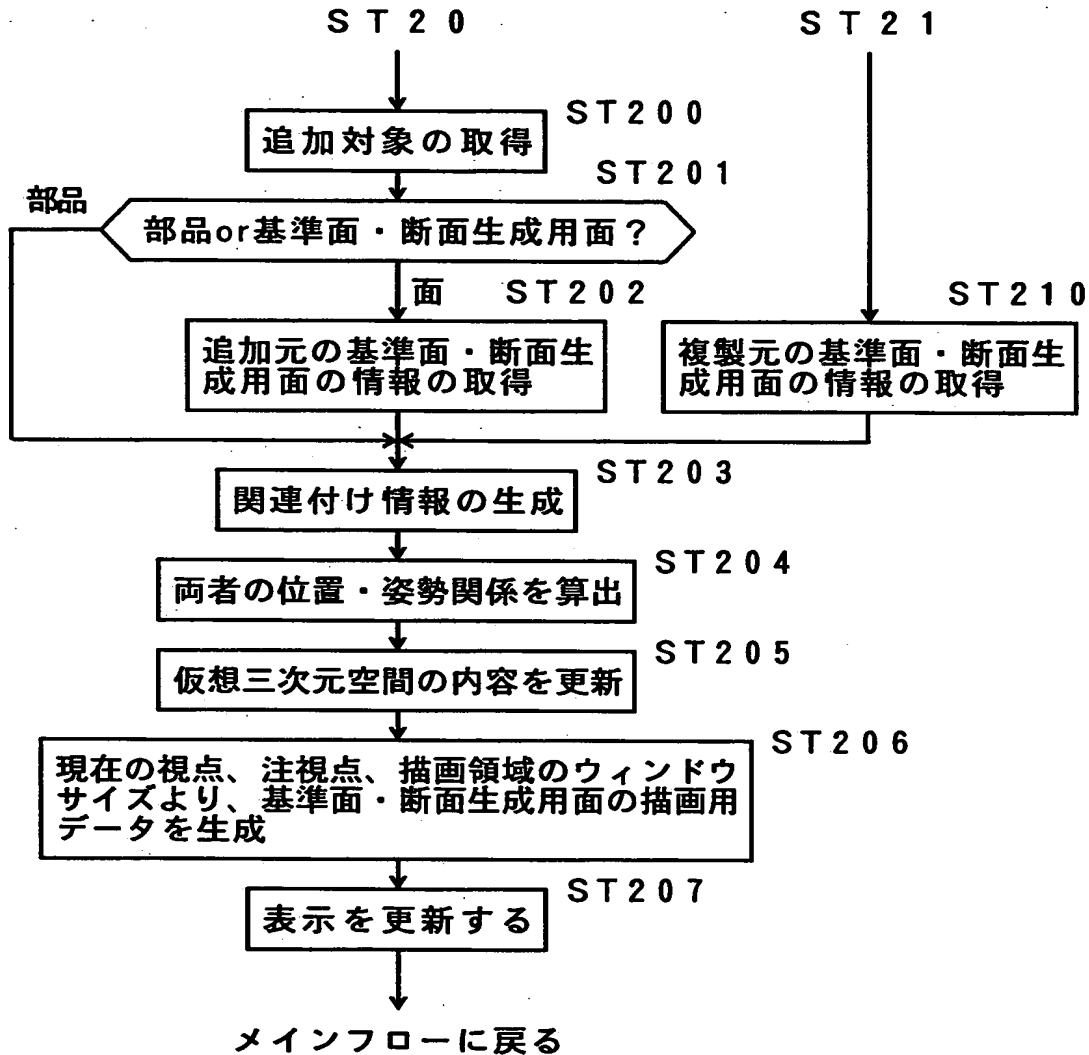 ST20
ST21
ST200
追加対象の取得
ST201
部品
部品or基準面・断面生成用面?
面
ST202
ST210
追加元の基準面・断面生
成用面の情報の取得
複製元の基準面・断面生
成用面の情報の取得
ST203
関連付け情報の生成
ST204
両者の位置・姿勢関係を算出
ST205
仮想三次元空間の内容を更新
ST206
現在の視点、注視点、描画領域のウィンドウ
サイズより、基準面・断面生成用面の描画用
データを生成
ST207
表示を更新する
メインフローに戻る